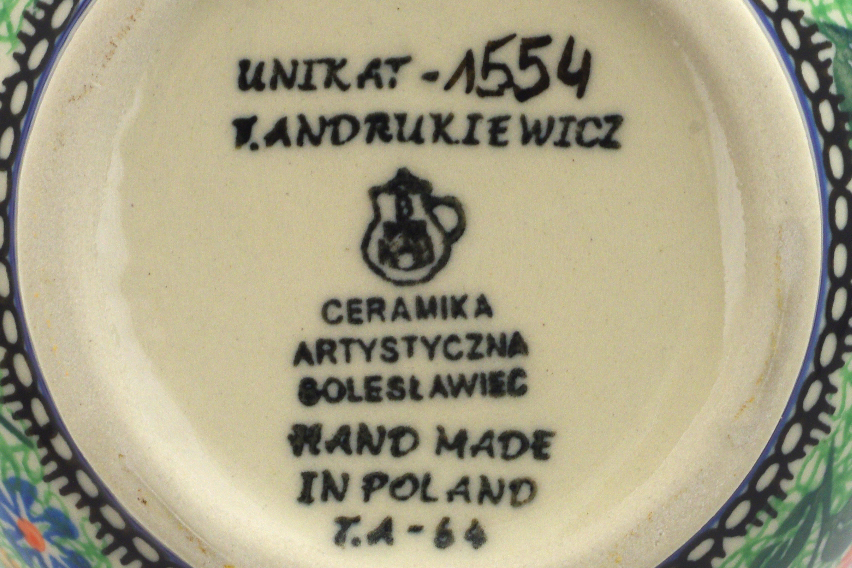 UNIKAT - 1554
T. ANDRUKIEWICZ
B
CERAMIKA
ARTYSTYCZNA
BOLESŁAWIEC
HAND MADE
IN POLAND
T.A - 64